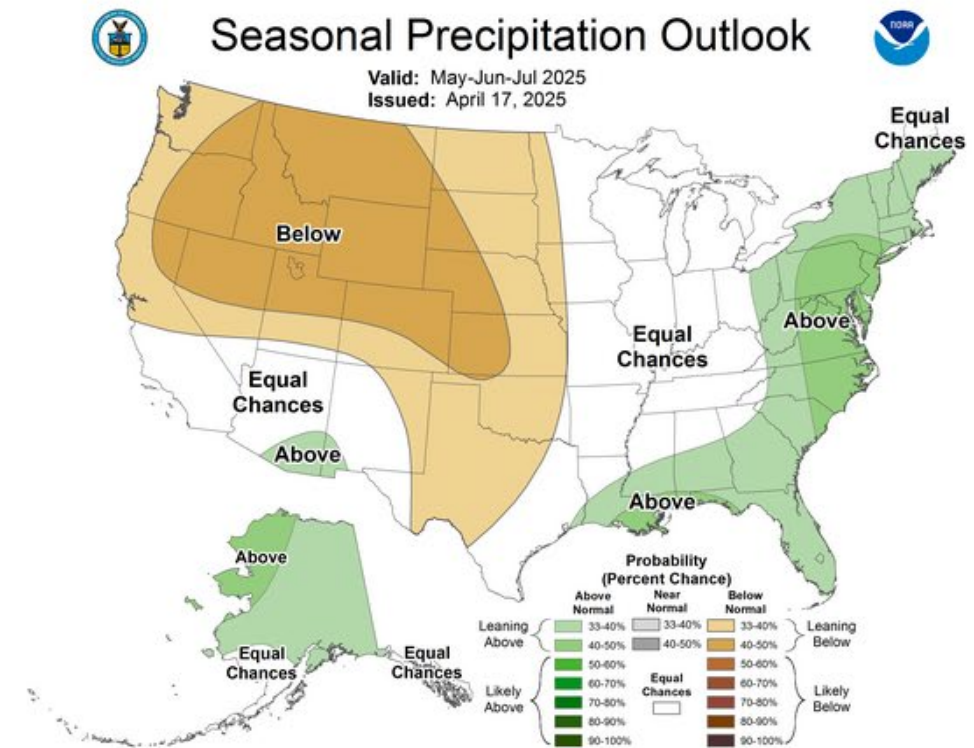 Seasonal Precipitation Outlook
NOAA
Valid: May-Jun-Jul 2025
Issued: April 17, 2025
Equal
Chances
Below
Above
Equal
Chances
Equal
Chances
Above
Above
Above
Equal
Chances
Equal
Chances
Probability
(Percent Chance)
Above
Normal
Near
Normal
Below
Normal
Leaning
Above
33-40%
33-40%
33-40%
Leaning
Below
40-50%
40-50%
40-50%
Likely
Above
50-60%
60-70%
70-80%
80-90%
90-100%
Equal
Chances
50-60%
60-70%
70-80%
80-90%
90-100%
Likely
Below